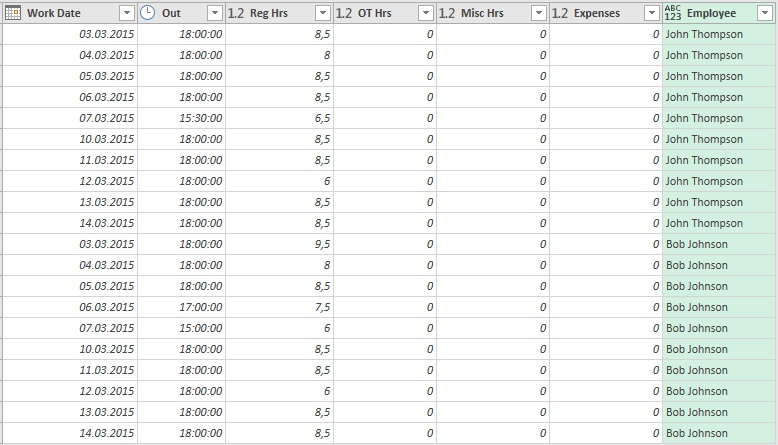 Work Date Out 1.2 Reg Hrs 1.2 OT Hrs 1.2 Misc Hrs 1.2 Expenses ABC 123 Employee
03.03.2015 18:00:00 8,5 0 0 0 John Thompson
04.03.2015 18:00:00 8 0 0 0 John Thompson
05.03.2015 18:00:00 8,5 0 0 0 John Thompson
06.03.2015 18:00:00 8,5 0 0 0 John Thompson
07.03.2015 15:30:00 6,5 0 0 0 John Thompson
10.03.2015 18:00:00 8,5 0 0 0 John Thompson
11.03.2015 18:00:00 8,5 0 0 0 John Thompson
12.03.2015 18:00:00 6 0 0 0 John Thompson
13.03.2015 18:00:00 8,5 0 0 0 John Thompson
14.03.2015 18:00:00 8,5 0 0 0 John Thompson
03.03.2015 18:00:00 9,5 0 0 0 Bob Johnson
04.03.2015 18:00:00 8 0 0 0 Bob Johnson
05.03.2015 18:00:00 8,5 0 0 0 Bob Johnson
06.03.2015 17:00:00 7,5 0 0 0 Bob Johnson
07.03.2015 15:00:00 6 0 0 0 Bob Johnson
10.03.2015 18:00:00 8,5 0 0 0 Bob Johnson
11.03.2015 18:00:00 8,5 0 0 0 Bob Johnson
12.03.2015 18:00:00 6 0 0 0 Bob Johnson
13.03.2015 18:00:00 8,5 0 0 0 Bob Johnson
14.03.2015 18:00:00 8,5 0 0 0 Bob Johnson